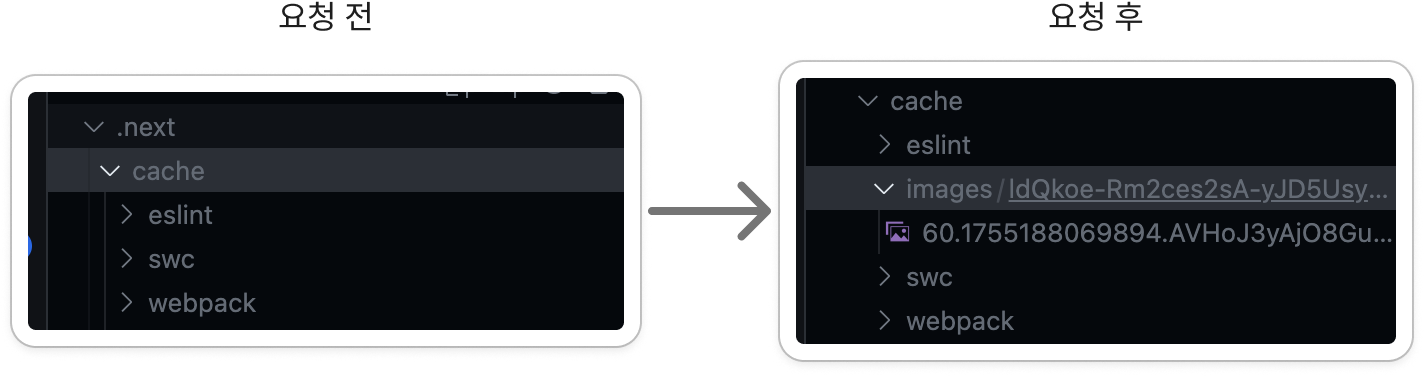 요청 전
요청 후
.next
cache
eslint
swc
webpack
cache
eslint
images/ldQkoe-Rm2ces2sA-yJD5Usy...
60.1755188069894.AVHoJ3yAjO8Gu...
swc
webpack